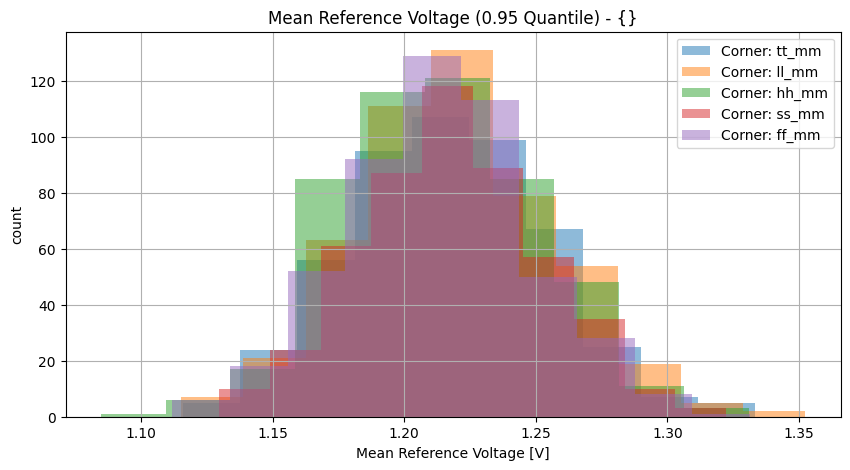 Mean Reference Voltage (0.95 Quantile) - {}
Corner: tt_mm
Corner: ll_mm
Corner: hh_mm
Corner: ss_mm
Corner: ff_mm
count
120
100
80
60
40
20
0
1.10 1.15 1.20 1.25 1.30 1.35
Mean Reference Voltage [V]